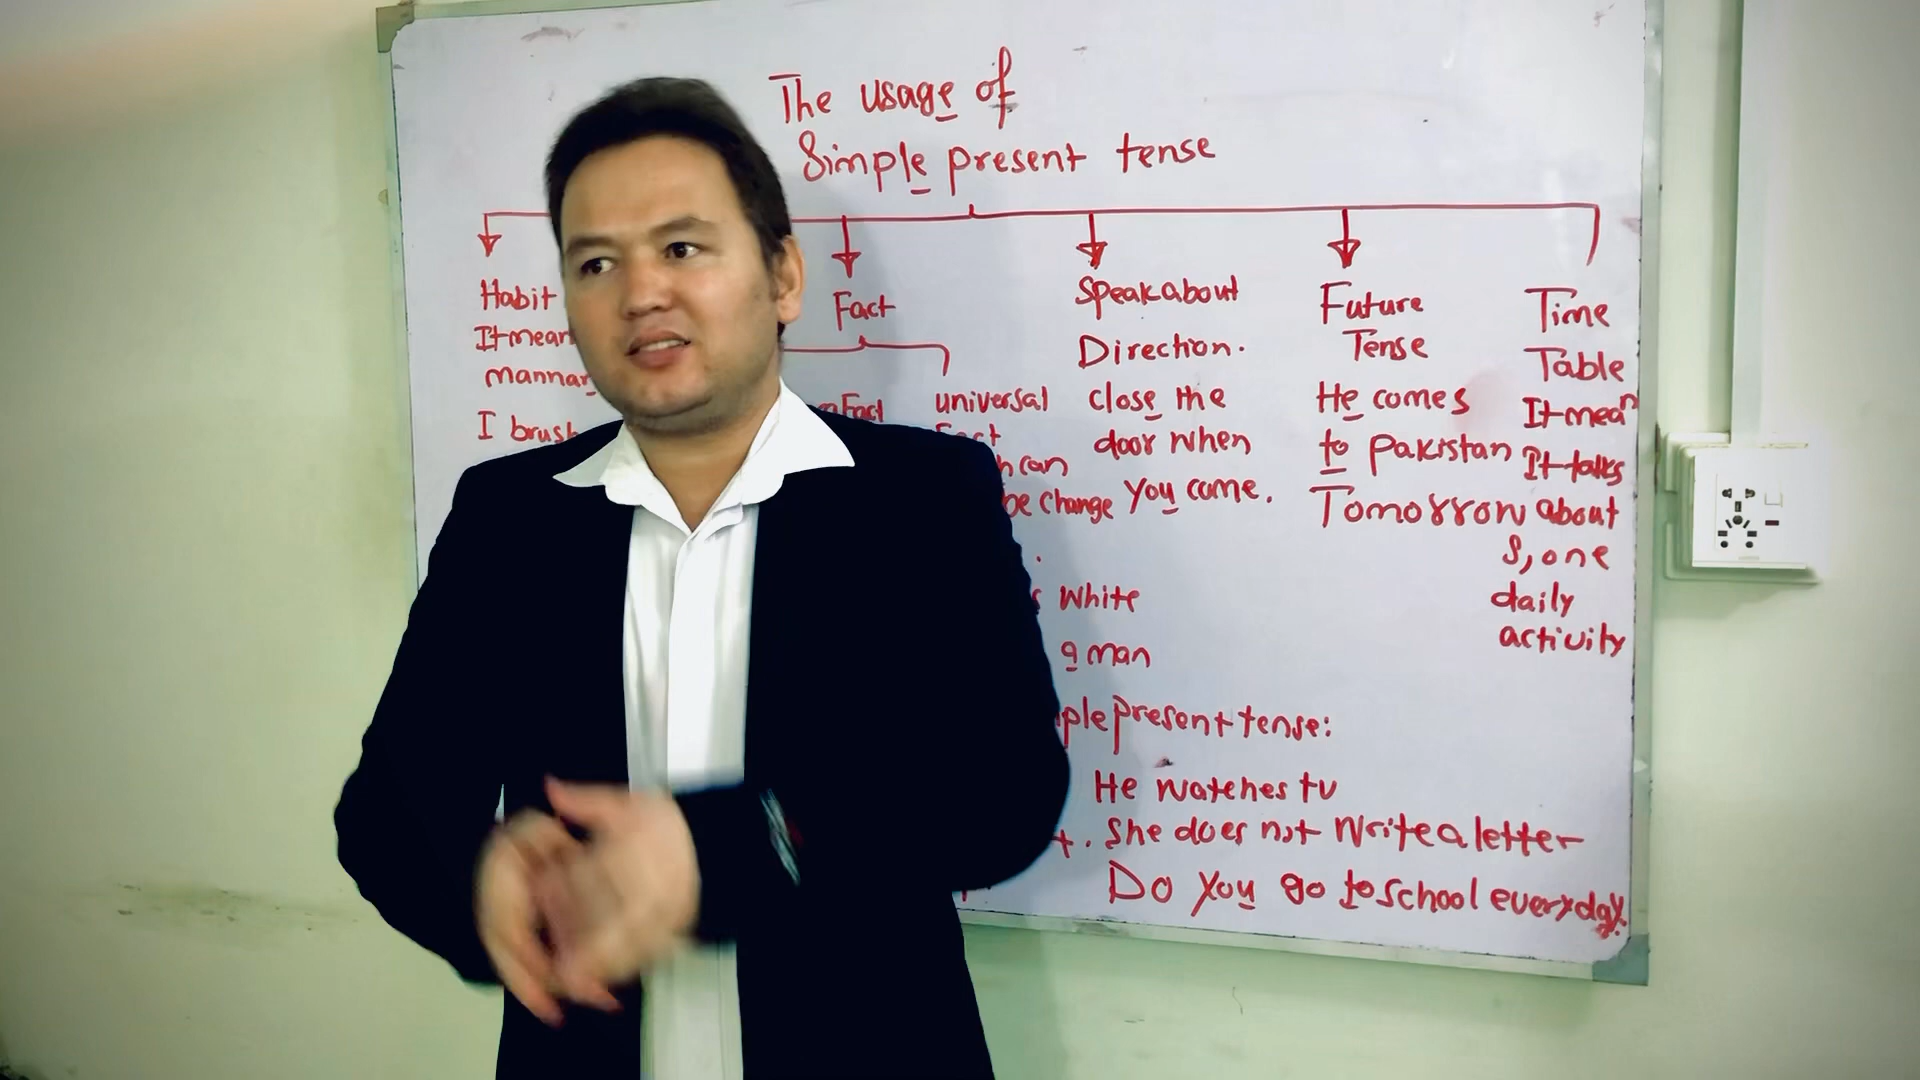 The usage of
Simple present tense
Habit
It mean
mannar
I brush
Fact
Fact
universal
Fact
can
be change
white
a man
Speak about
Direction.
close the
door when
You come.
Future
Tense
He comes
to pakistan
Tomorrow
Time
Table
It mean
It talks
about
S,one
daily
activity
present tense:
He watches tv
She does not write a letter
Do you go to school everyday.